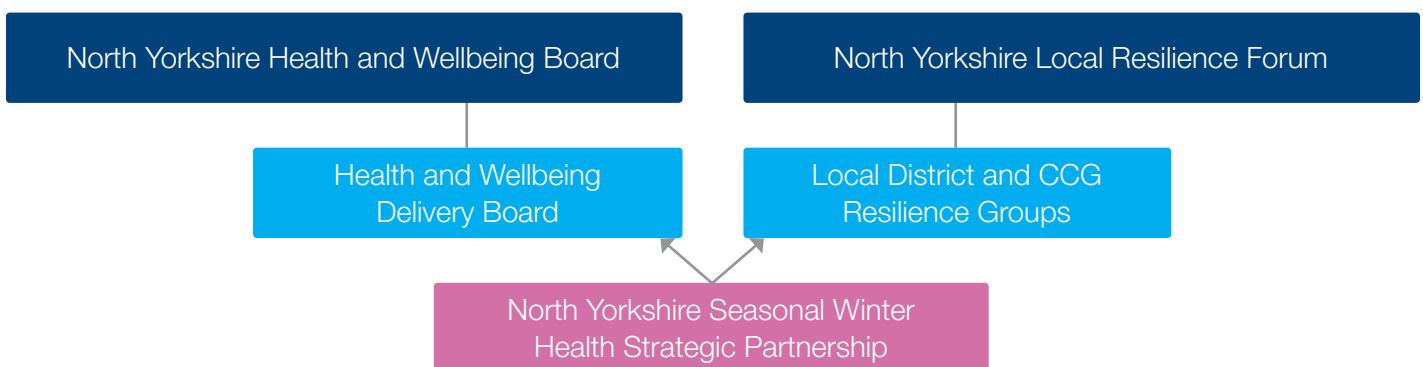 North Yorkshire Health and Wellbeing Board
North Yorkshire Local Resilience Forum
Health and Wellbeing
Delivery Board
Local District and CCG
Resilience Groups
North Yorkshire Seasonal Winter
Health Strategic Partnership